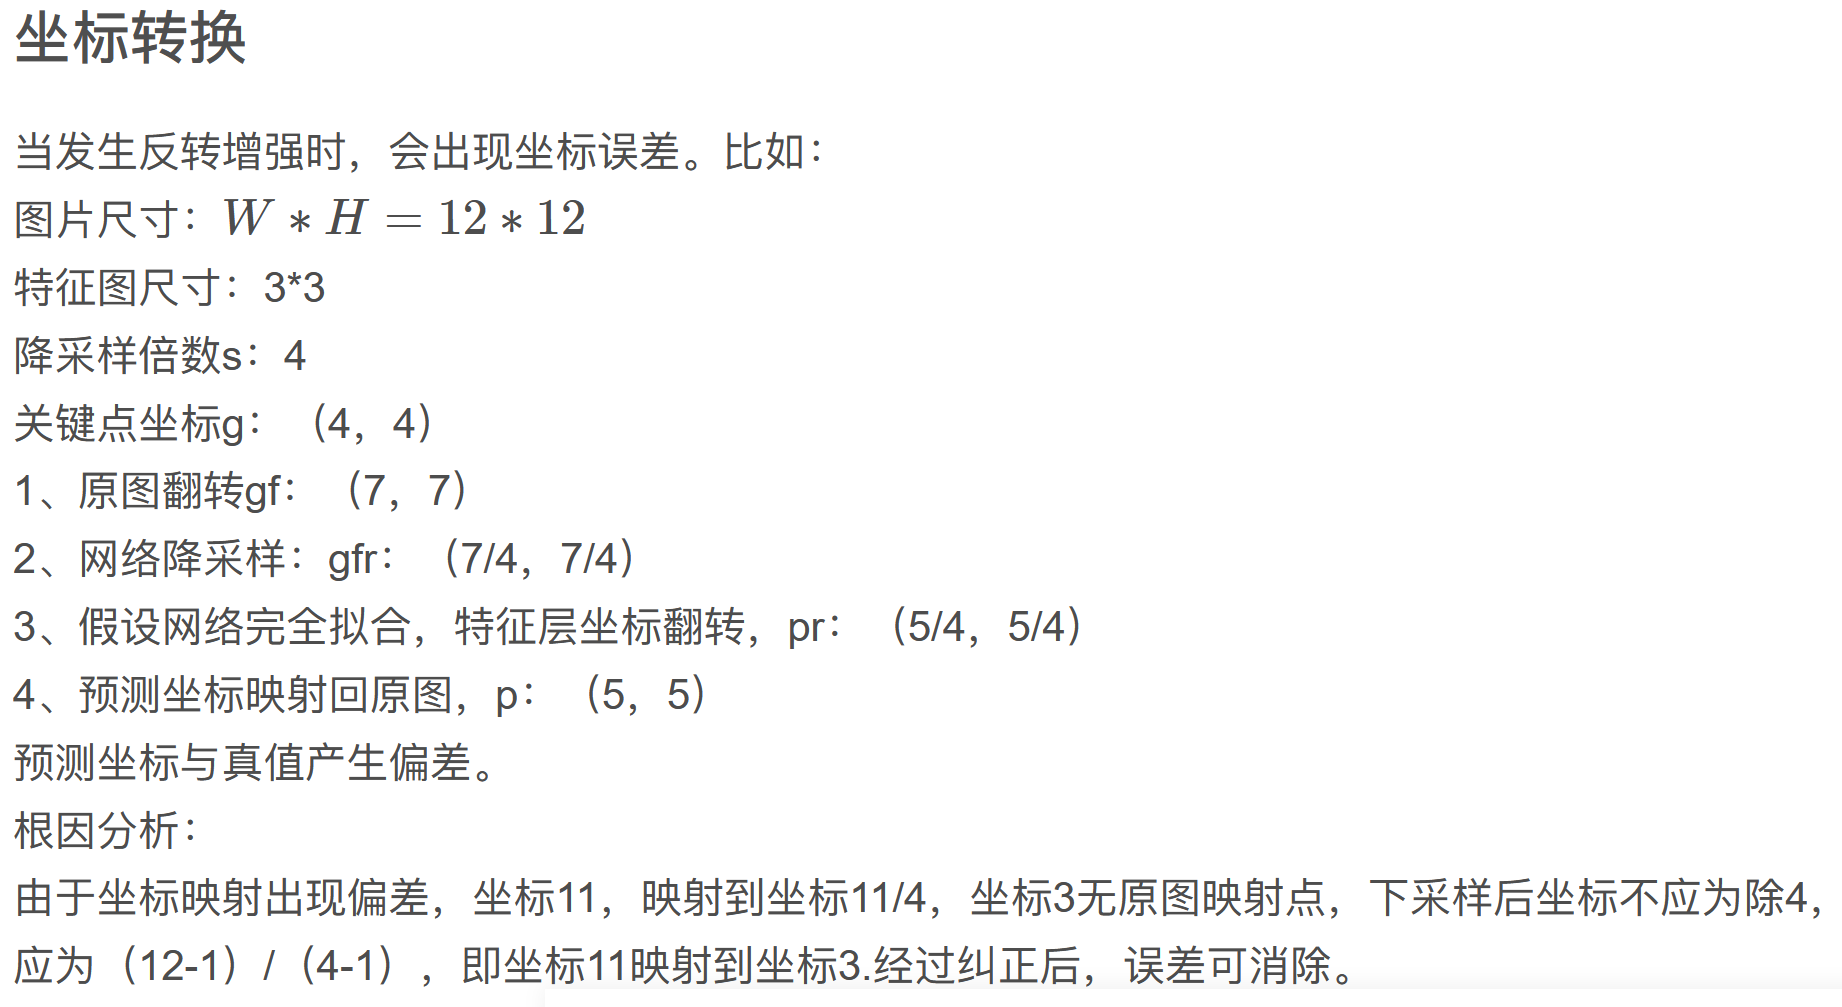 坐标转换
当发生反转增强时，会出现坐标误差。比如：
图片尺寸：W * H = 12 * 12
特征图尺寸：3*3
降采样倍数s：4
关键点坐标g：（4，4）
1、原图翻转gf：（7，7）
2、网络降采样：gfr：（7/4，7/4）
3、假设网络完全拟合，特征层坐标翻转，pr：（5/4，5/4）
4、预测坐标映射回原图，p：（5，5）
预测坐标与真值产生偏差。
根因分析：
由于坐标映射出现偏差，坐标11，映射到坐标11/4，坐标3无原图映射点，下采样后坐标不应为除4，
应为（12-1）/（4-1），即坐标11映射到坐标3.经过纠正后，误差可消除。